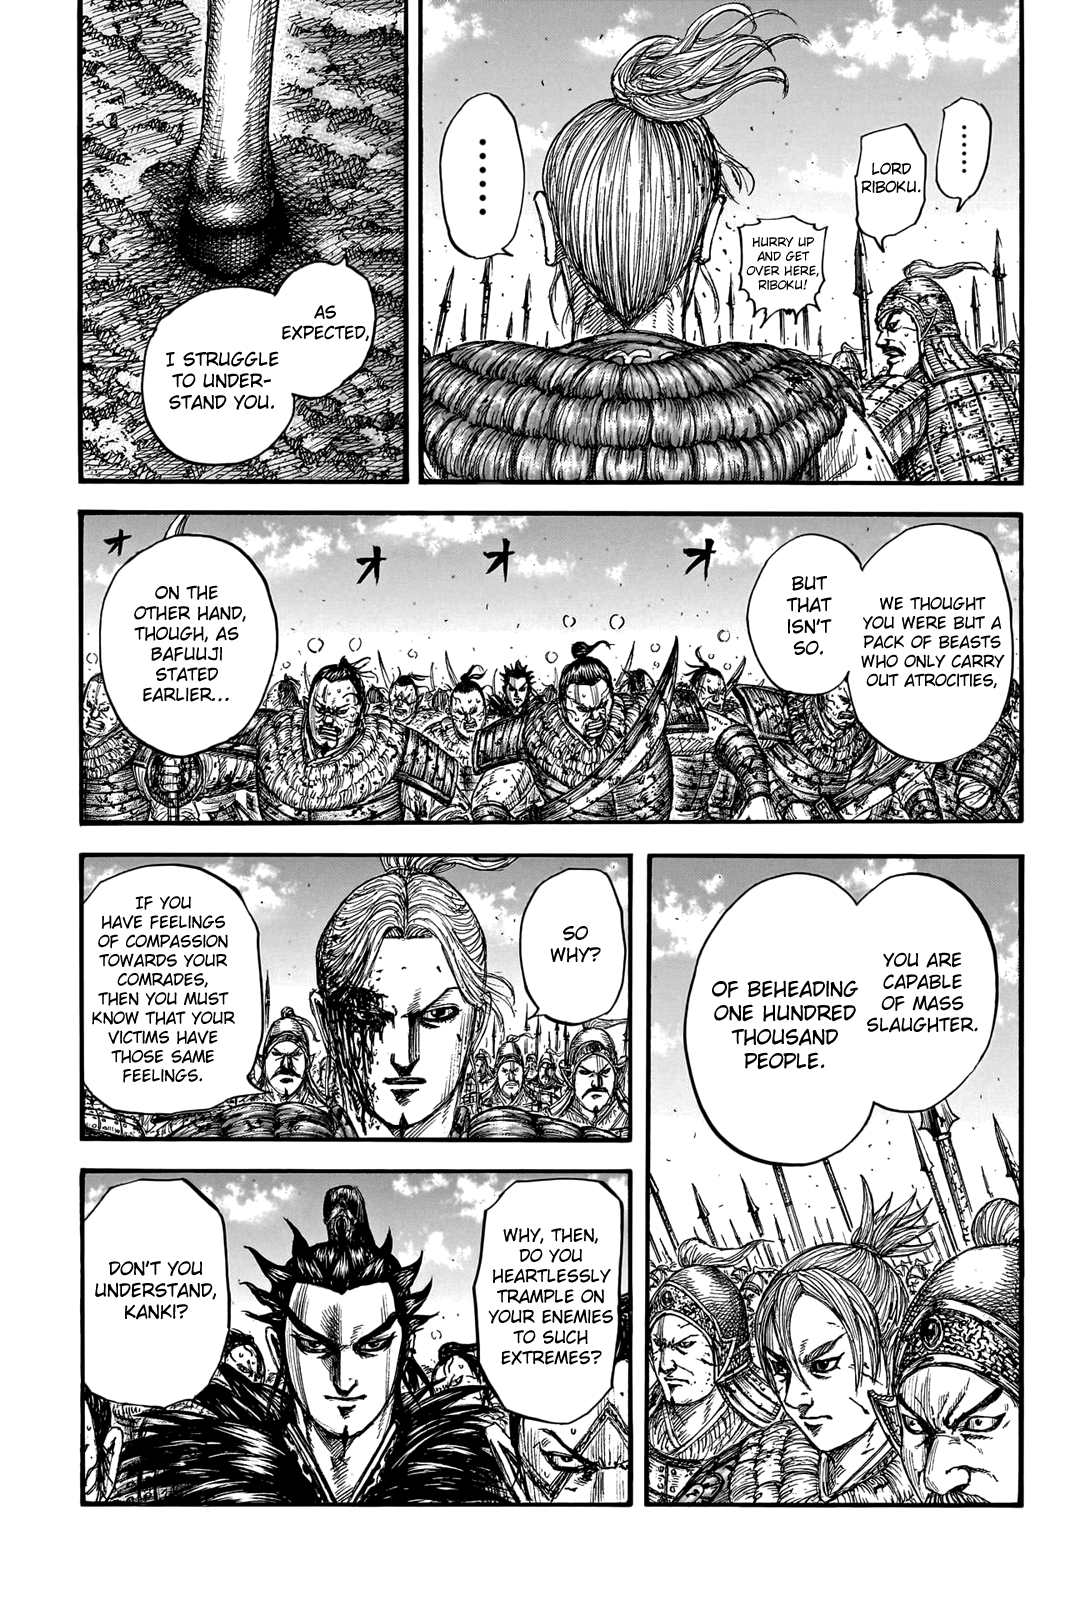 ......
LORD
RIBOKU.
HURRY UP
AND GET
OVER HERE,
RIBOKU!
......
AS
EXPECTED,
I STRUGGLE
TO UNDER-
STAND YOU.
WE THOUGHT
YOU WERE BUT A
PACK OF BEASTS
WHO ONLY CARRY
OUT ATROCITIES,
BUT
THAT
ISN'T
SO.
オ
オ
オ
オ
ON THE
OTHER HAND,
THOUGH, AS
BAFUUJI
STATED
EARLIER...
YOU ARE
CAPABLE
OF MASS
SLAUGHTER.
OF BEHEADING
ONE HUNDRED
THOUSAND
PEOPLE.
SO
WHY?
IF YOU
HAVE FEELINGS
OF COMPASSION
TOWARDS YOUR
COMRADES,
THEN YOU MUST
KNOW THAT YOUR
VICTIMS HAVE
THOSE SAME
FEELINGS.
WHY, THEN,
DO YOU
HEARTLESSLY
TRAMPLE ON
YOUR ENEMIES
TO SUCH
EXTREMES?
DON'T YOU
UNDERSTAND,
KANKI?